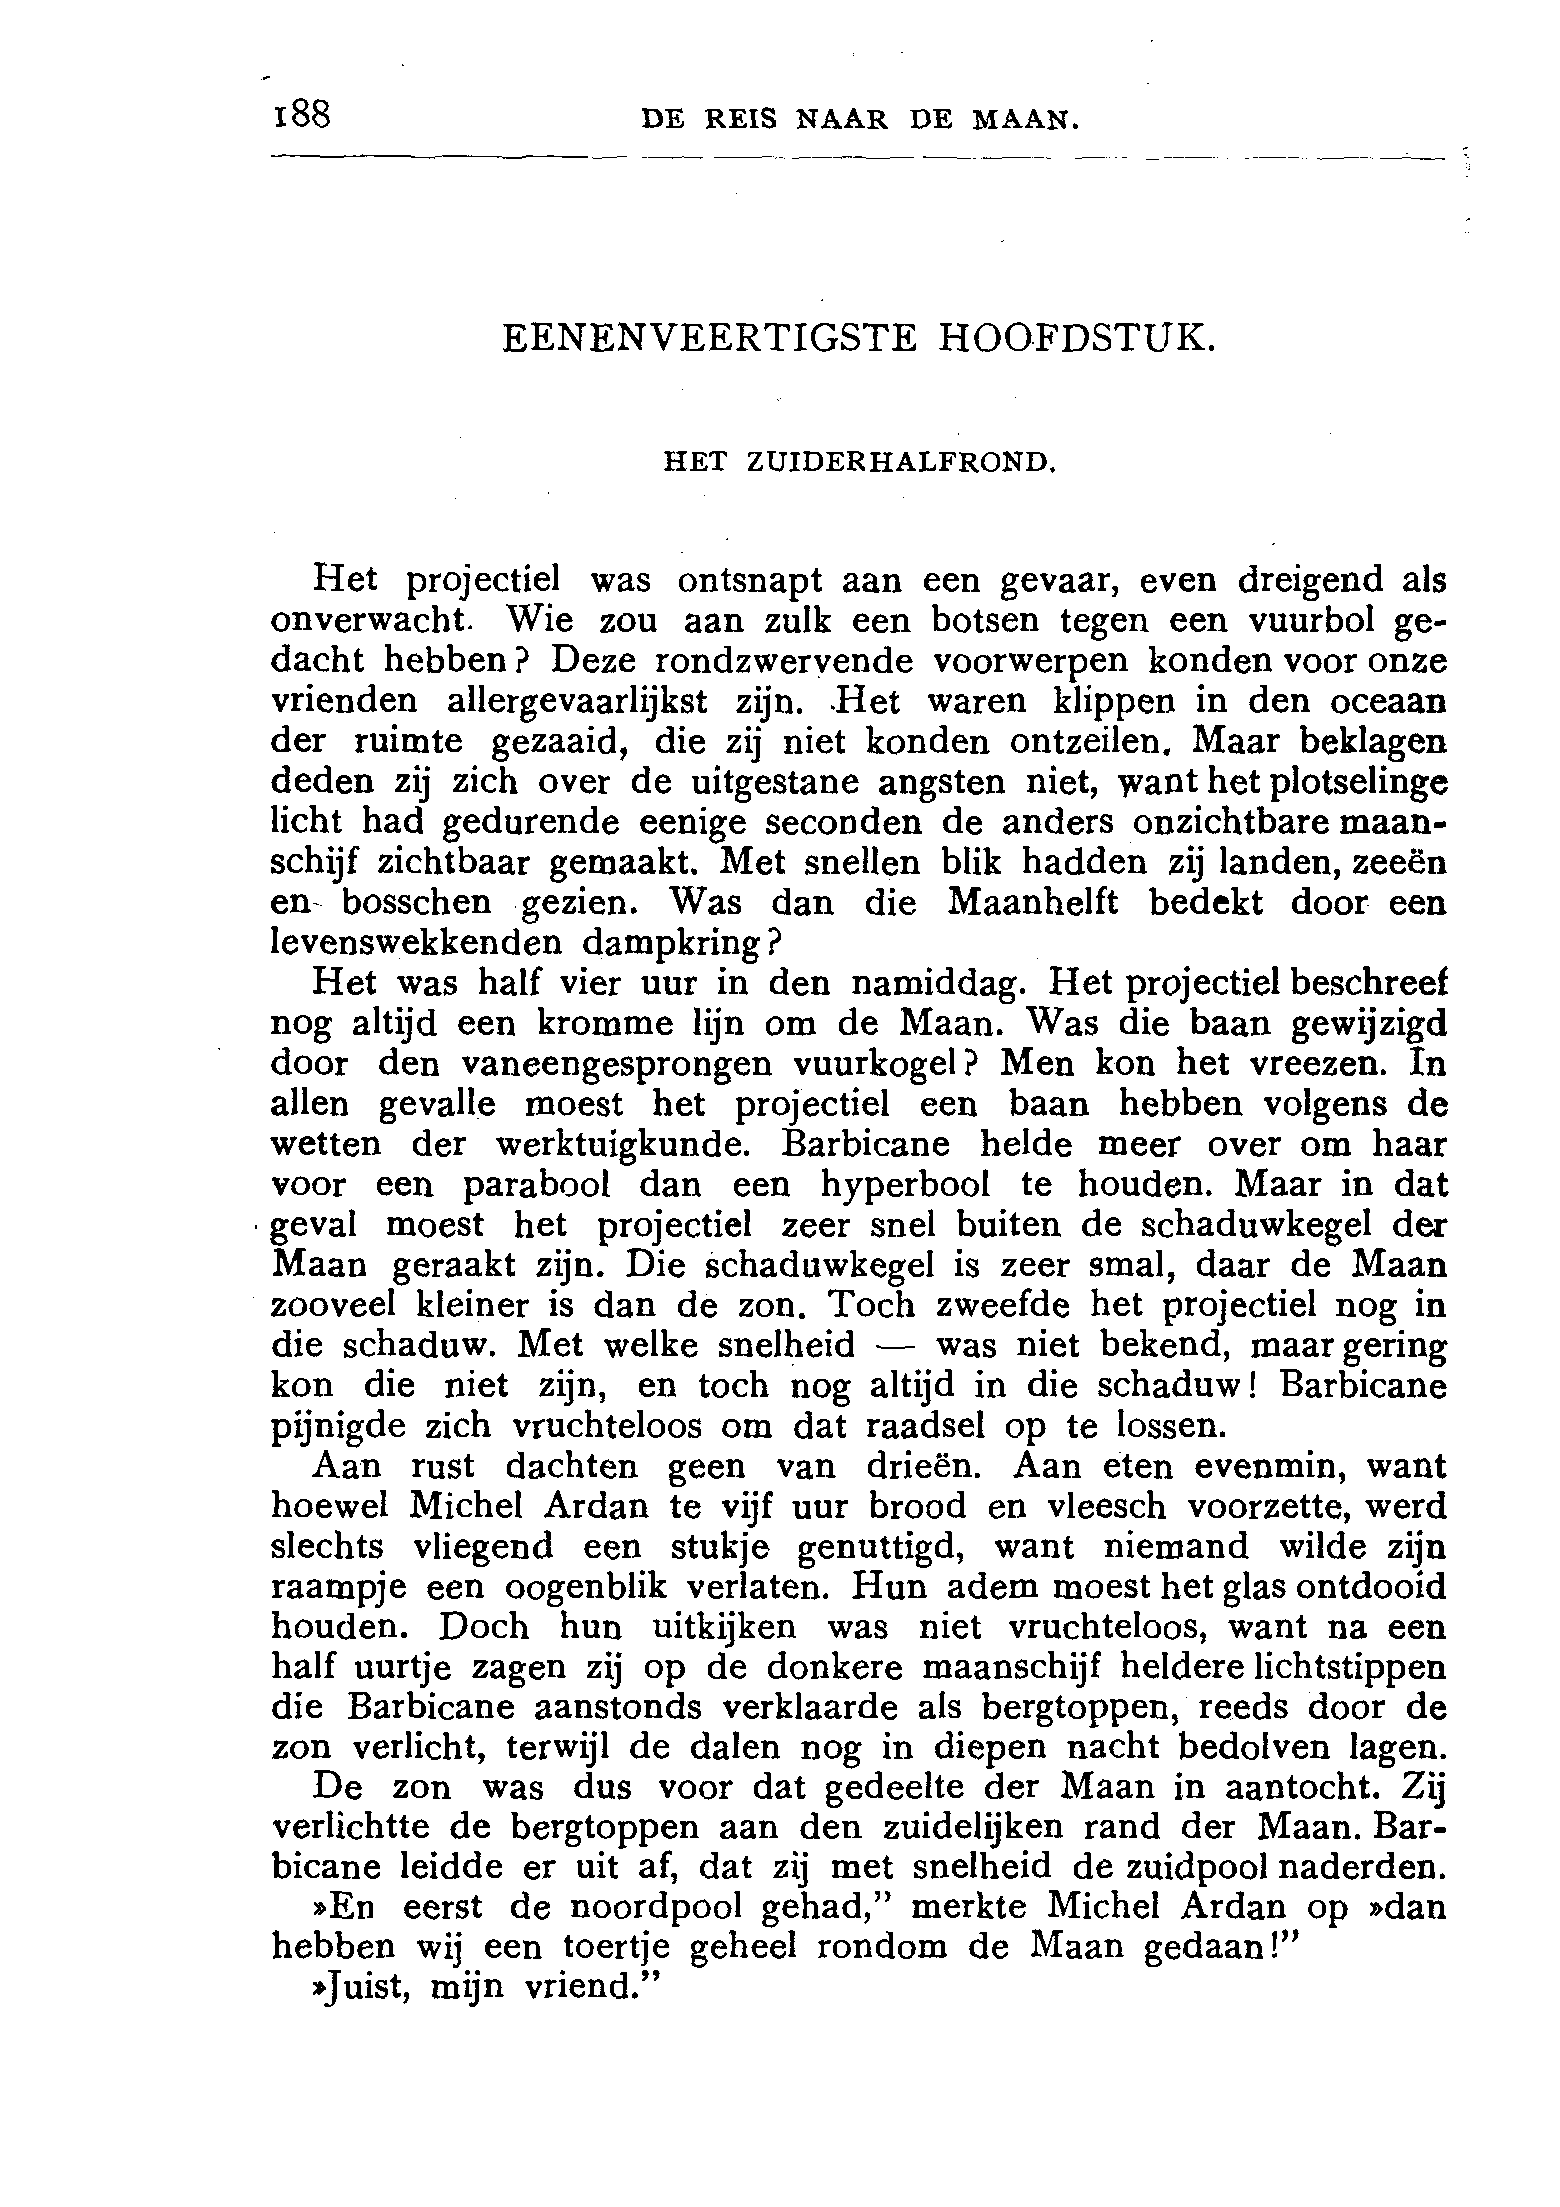 188 DE REIS NAAR DE MAAN.
EENENVEERTIGSTE HOOFDSTUK.
HET ZUIDERHALFROND.
Het projectiel was ontsnapt aan een gevaar, even dreigend als
onverwacht. Wie zou aan zulk een botsen tegen een vuurbol ge-
dacht hebben? Deze rondzwervende voorwerpen konden voor onze
vrienden allergevaarlijkst zijn. Het waren klippen in den oceaan
der ruimte gezaaid, die zij niet konden ontzeilen. Maar beklagen
deden zij zich over de uitgestane angsten niet, want het plotselinge
licht had gedurende eenige seconden de anders onzichtbare maan-
schijf zichtbaar gemaakt. Met snellen blik hadden zij landen, zeeën
en bosschen gezien. Was dan die Maanhelft bedekt door een
levenswekkenden dampkring?
Het was half vier uur in den namiddag. Het projectiel beschreef
nog altijd een kromme lijn om de Maan. Was die baan gewijzigd
door den vaneengesprongen vuurkogel? Men kon het vreezen. In
allen gevalle moest het projectiel een baan hebben volgens de
wetten der werktuigkunde. Barbicane helde meer over om haar
voor een parabool dan een hyperbool te houden. Maar in dat
geval moest het projectiel zeer snel buiten de schaduwkegel der
Maan geraakt zijn. Die schaduwkegel is zeer smal, daar de Maan
zooveel kleiner is dan de zon. Toch zweefde het projectiel nog in
die schaduw. Met welke snelheid — was niet bekend, maar gering
kon die niet zijn, en toch nog altijd in die schaduw! Barbicane
pijnigde zich vruchteloos om dat raadsel op te lossen.
Aan rust dachten geen van drieën. Aan eten evenmin, want
hoewel Michel Ardan te vijf uur brood en vleesch voorzette, werd
slechts vliegend een stukje genuttigd, want niemand wilde zijn
raampje een oogenblik verlaten. Hun adem moest het glas ontdooid
houden. Doch hun uitkijken was niet vruchteloos, want na een
half uurtje zagen zij op de donkere maanschijf heldere lichtstippen
die Barbicane aanstonds verklaarde als bergtoppen, reeds door de
zon verlicht, terwijl de dalen nog in diepen nacht bedolven lagen.
De zon was dus voor dat gedeelte der Maan in aantocht. Zij
verlichtte de bergtoppen aan den zuidelijken rand der Maan. Bar-
bicane leidde er uit af, dat zij met snelheid de zuidpool naderden.
»En eerst de noordpool gehad,” merkte Michel Ardan op »dan
hebben wij een toertje geheel rondom de Maan gedaan!”
»Juist, mijn vriend.”